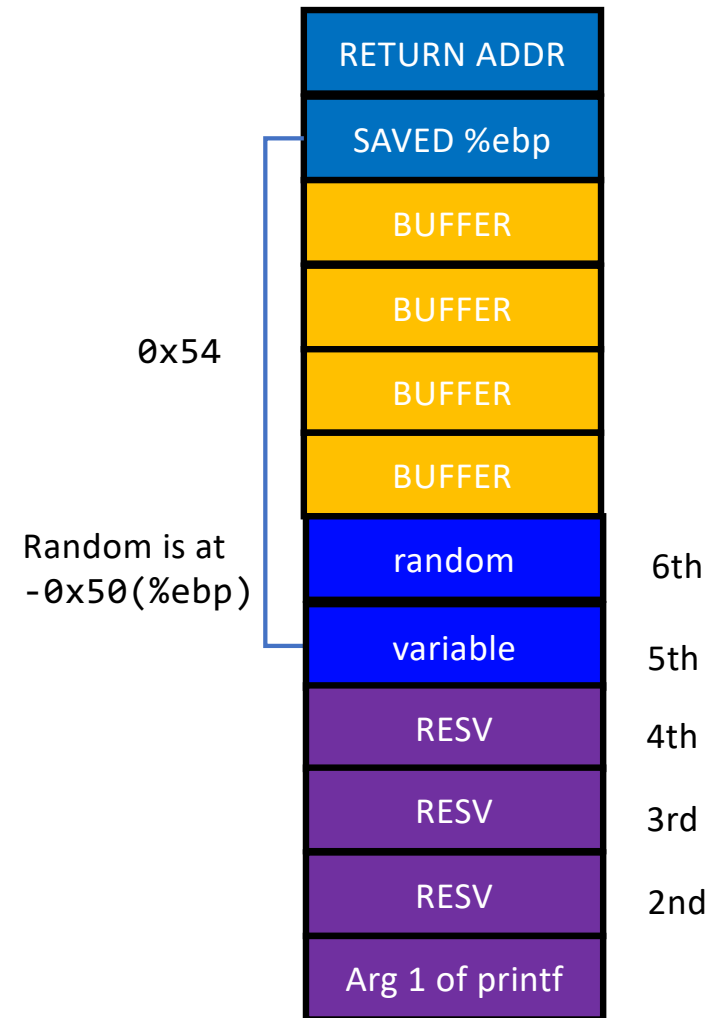 RETURN ADDR
SAVED %ebp
BUFFER
BUFFER
0x54
BUFFER
BUFFER
Random is at
-0x50(%ebp)
random
6th
variable
5th
RESV
4th
RESV
3rd
RESV
2nd
Arg 1 of printf